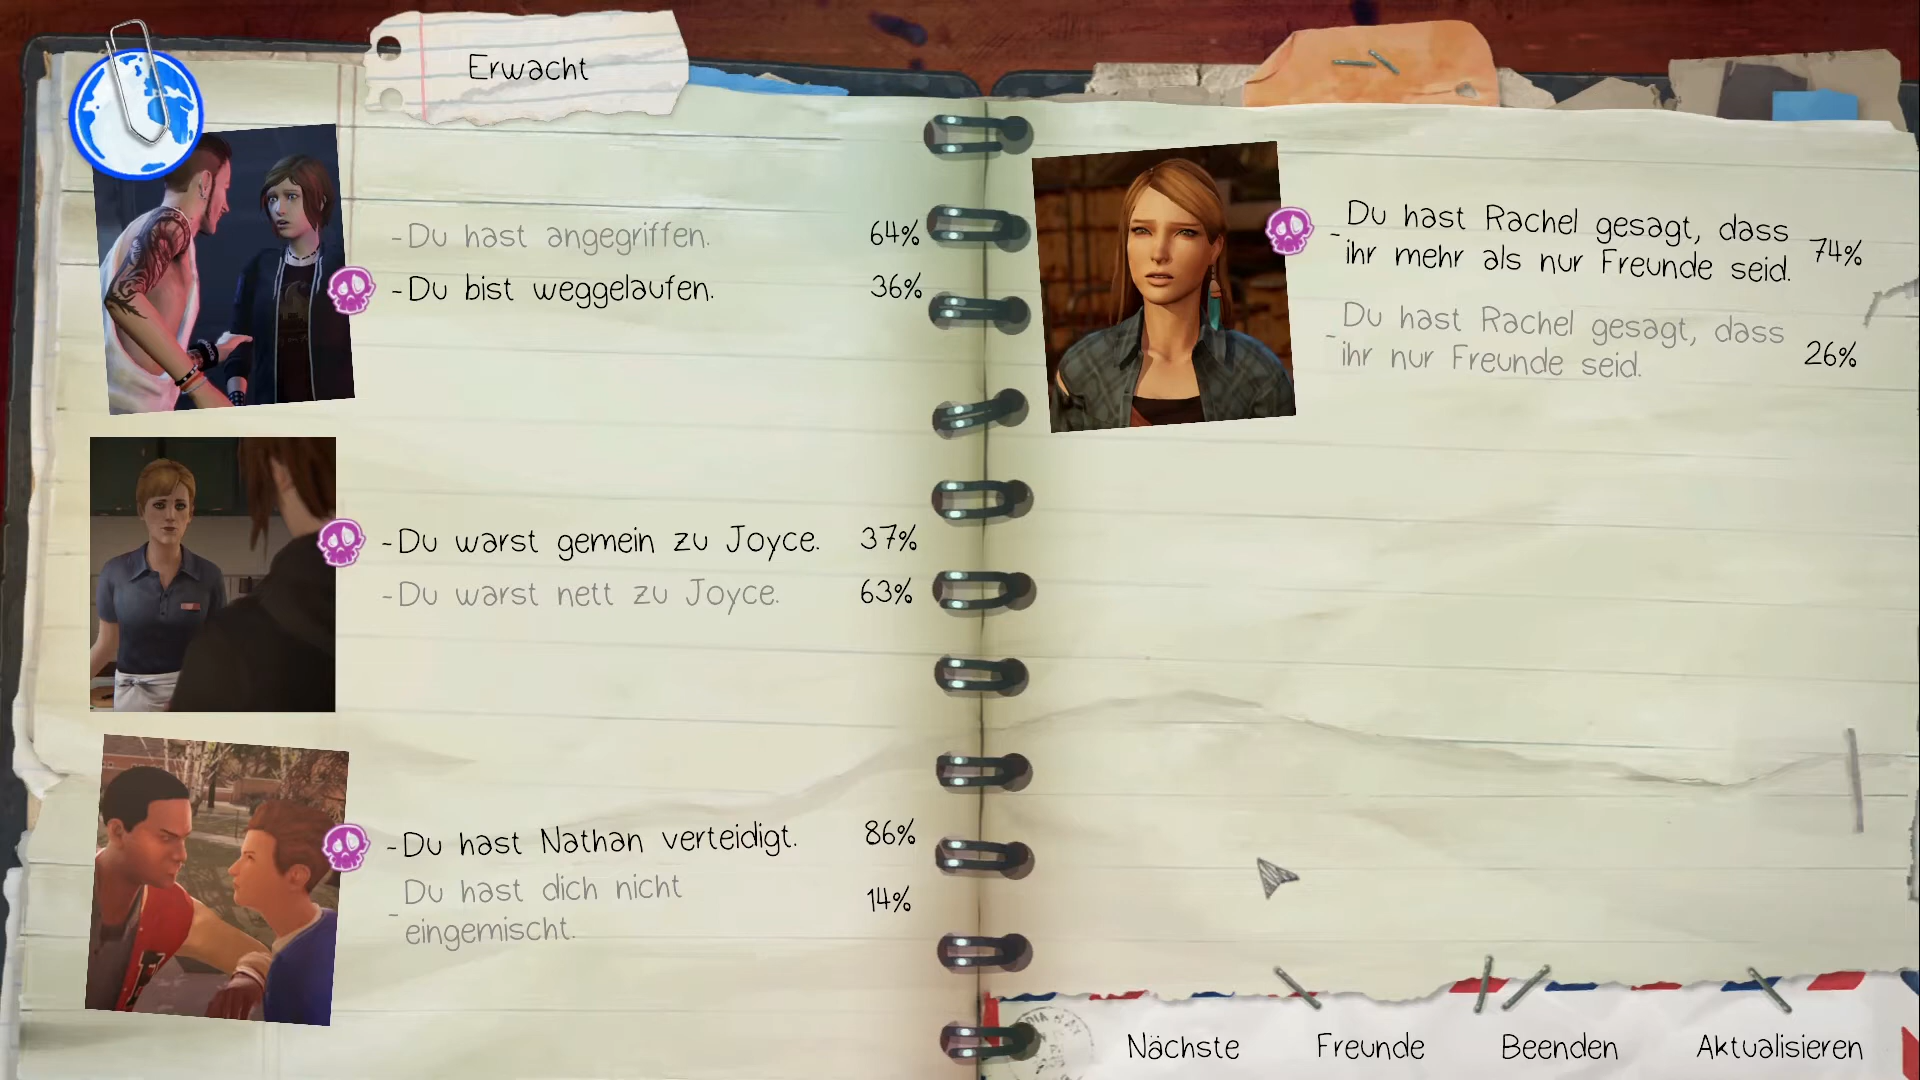 Erwacht
-Du hast angegriffen. 64%
-Du bist weggelaufen. 36%
-Du warst gemein zu Joyce. 37%
-Du warst nett zu Joyce. 63%
-Du hast Nathan verteidigt. 86%
-Du hast dich nicht 14%
eingemischt.
-Du hast Rachel gesagt, dass 74%
ihr mehr als nur Freunde seid.
-Du hast Rachel gesagt, dass 26%
ihr nur Freunde seid.
Nächste Freunde Beenden Aktualisieren